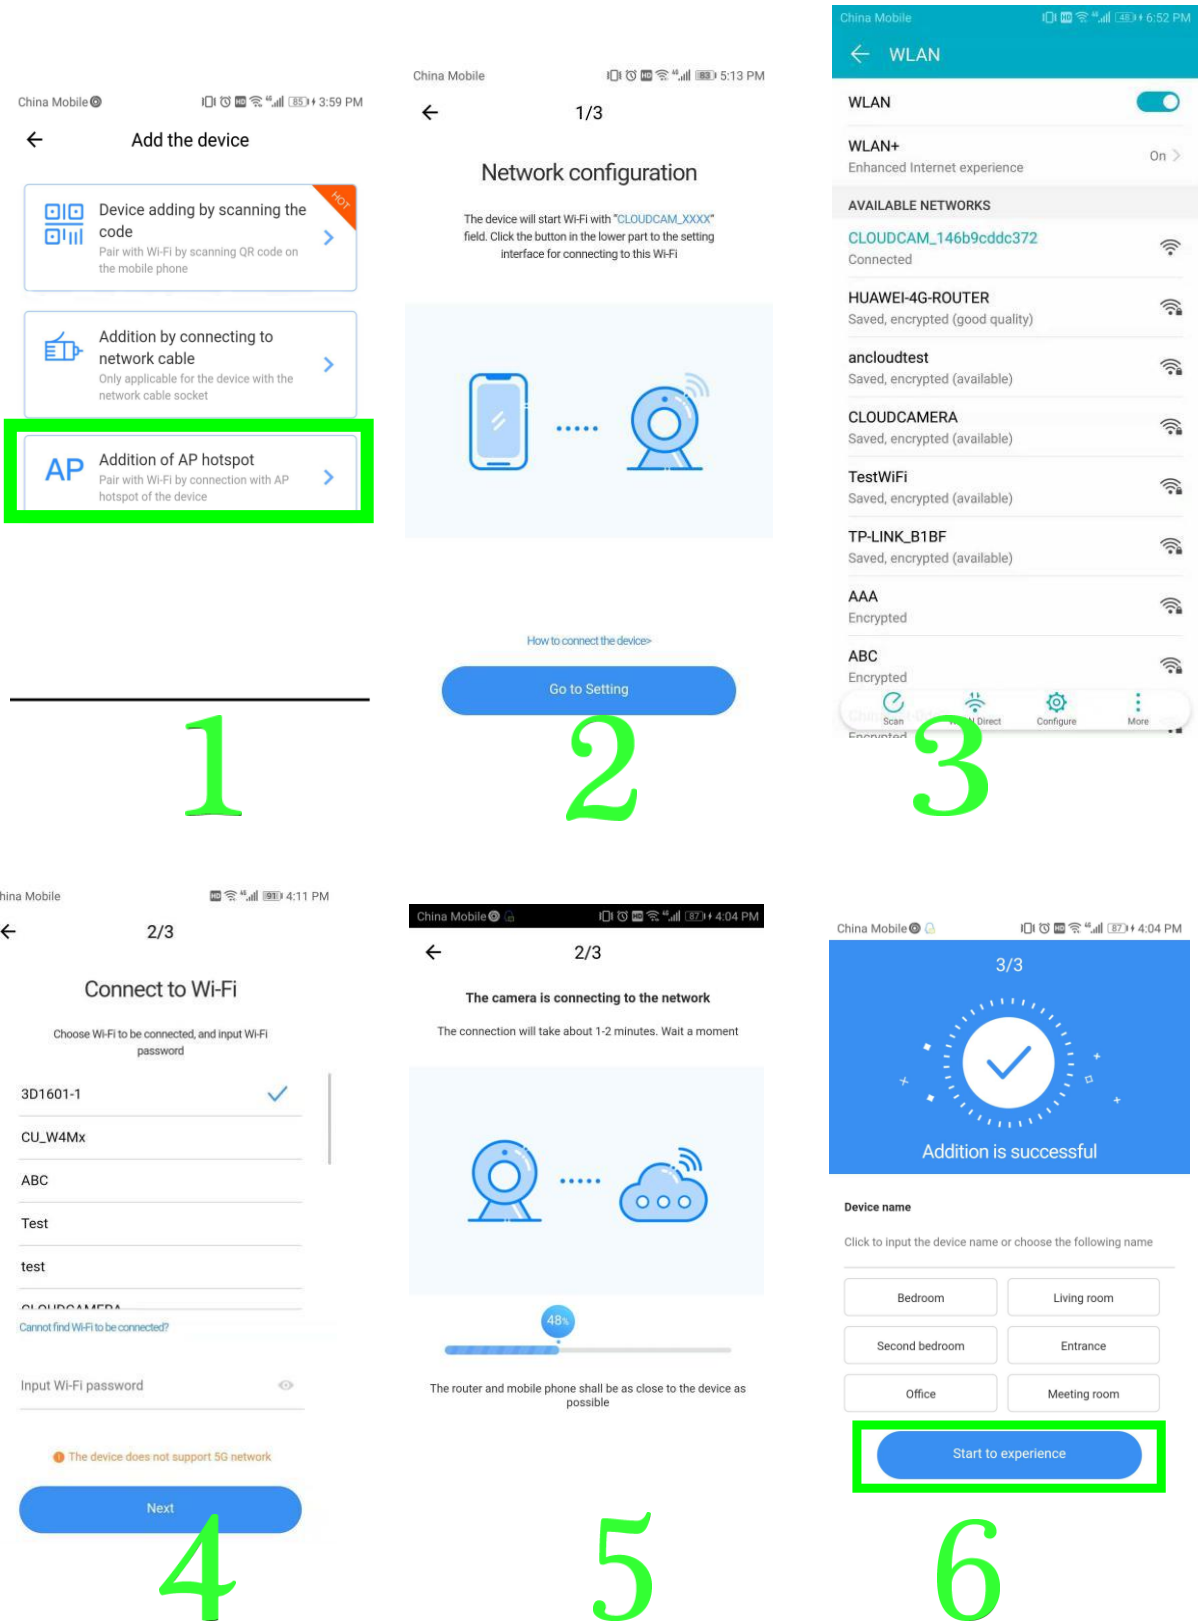 China Mobile
3:59 PM
Add the device
HOT
Device adding by scanning the
code
Pair with Wi-Fi by scanning QR code on
the mobile phone
Addition by connecting to
network cable
Only applicable for the device with the
network cable socket
AP
Addition of AP hotspot
Pair with Wi-Fi by connection with AP
hotspot of the device
1
China Mobile
5:13 PM
1/3
Network configuration
The device will start Wi-Fi with "CLOUDCAM_XXXX"
field. Click the button in the lower part to the setting
interface for connecting to this Wi-Fi
How to connect the device>
Go to Setting
2
China Mobile
6:52 PM
WLAN
WLAN
WLAN+
Enhanced Internet experience
On
AVAILABLE NETWORKS
CLOUDCAM_146b9cddc372
Connected
HUAWEI-4G-ROUTER
Saved, encrypted (good quality)
ancloudtest
Saved, encrypted (available)
CLOUDCAMERA
Saved, encrypted (available)
TestWiFi
Saved, encrypted (available)
TP-LINK_B1BF
Saved, encrypted (available)
AAA
Encrypted
ABC
Encrypted
Scan
Direct
Configure
More
Encrypted
3
hina Mobile
4:11 PM
2/3
Connect to Wi-Fi
Choose Wi-Fi to be connected, and input Wi-Fi
password
3D1601-1
CU_W4Mx
ABC
Test
test
CLOUDCAMERA
Cannot find Wi-Fi to be connected?
Input Wi-Fi password
The device does not support 5G network
Next
4
China Mobile
87
4:04 PM
2/3
The camera is connecting to the network
The connection will take about 1-2 minutes. Wait a moment
48%
The router and mobile phone shall be as close to the device as
possible
5
China Mobile
87
4:04 PM
3/3
Addition is successful
Device name
Click to input the device name or choose the following name
Bedroom
Living room
Second bedroom
Entrance
Office
Meeting room
Start to experience
6